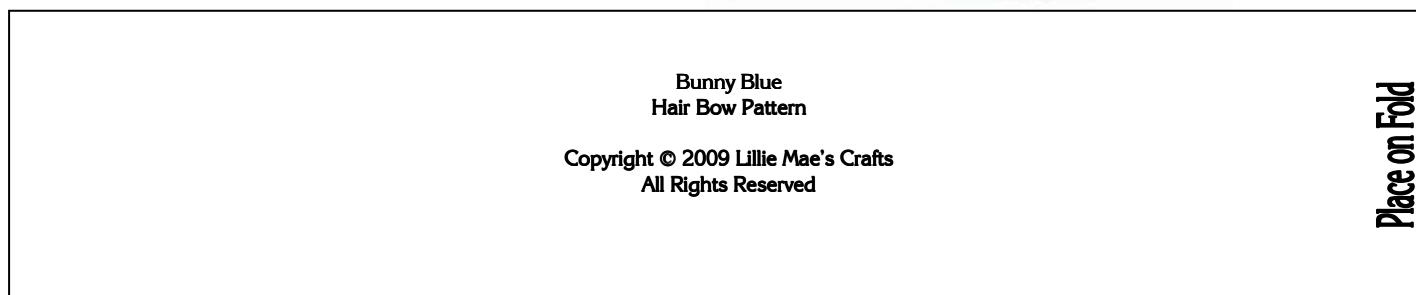 Bunny Blue
Hair Bow Pattern
Copyright © 2009 Lillie Mae's Crafts
All Rights Reserved
Place on Fold